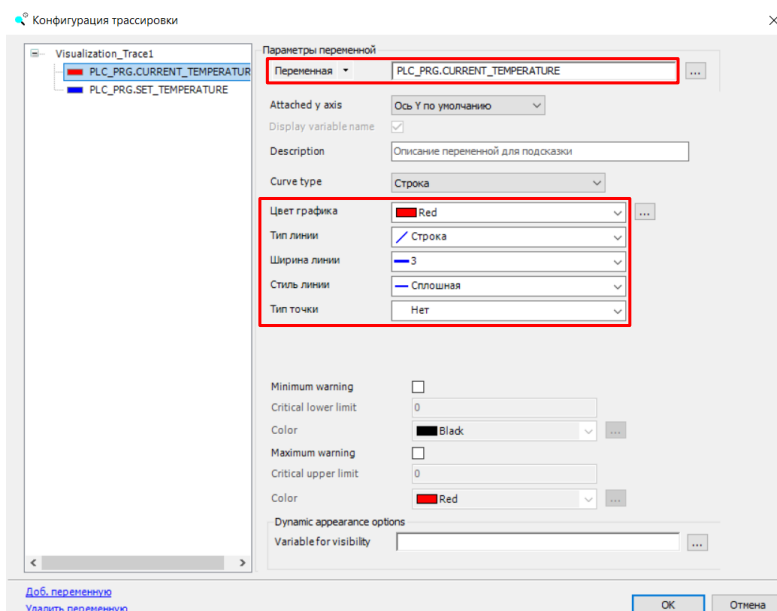 Конфигурация трассировки
Visualization_Trace1
PLC_PRG.CURRENT_TEMPERATUR
PLC_PRG.SET_TEMPERATURE
Параметры переменной
Переменная PLC_PRG.CURRENT_TEMPERATURE ...
Attached y axis Ось Y по умолчанию
Display variable name
Description Описание переменной для подсказки
Curve type Строка
Цвет графика Red ...
Тип линии Строка
Ширина линии 3
Стиль линии Сплошная
Тип точки Нет
Minimum warning
Critical lower limit 0
Color Black ...
Maximum warning
Critical upper limit 0
Color Red ...
Dynamic appearance options
Variable for visibility ...
Доб. переменную
Удалить переменную
OK Отмена